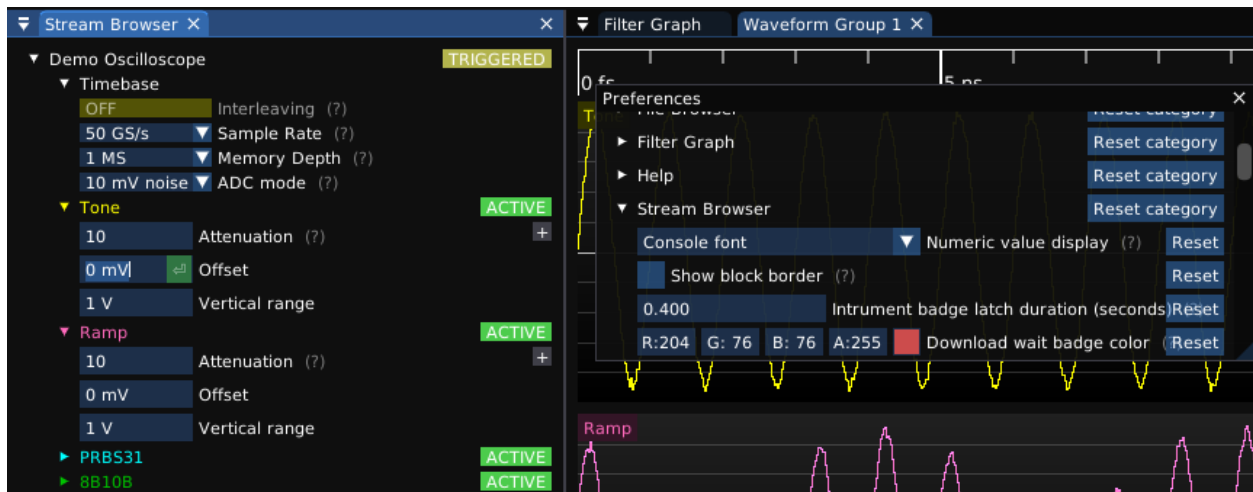 Stream Browser
Demo Oscilloscope TRIGGERED
Timebase
OFF Interleaving (?)
50 GS/s Sample Rate (?)
1 MS Memory Depth (?)
10 mV noise ADC mode (?)
Tone ACTIVE
10 Attenuation (?) +
0 mV Offset
1 V Vertical range
Ramp ACTIVE
10 Attenuation (?) +
0 mV Offset
1 V Vertical range
PRBS31 ACTIVE
8B10B ACTIVE
Filter Graph Waveform Group 1
0 fs 5 ns
Preferences
File Browser Reset category
Filter Graph Reset category
Help Reset category
Stream Browser Reset category
Console font Numeric value display (?) Reset
Show block border (?) Reset
0.400 Intrument badge latch duration (seconds) Reset
R:204 G: 76 B: 76 A:255 Download wait badge color Reset
Ramp